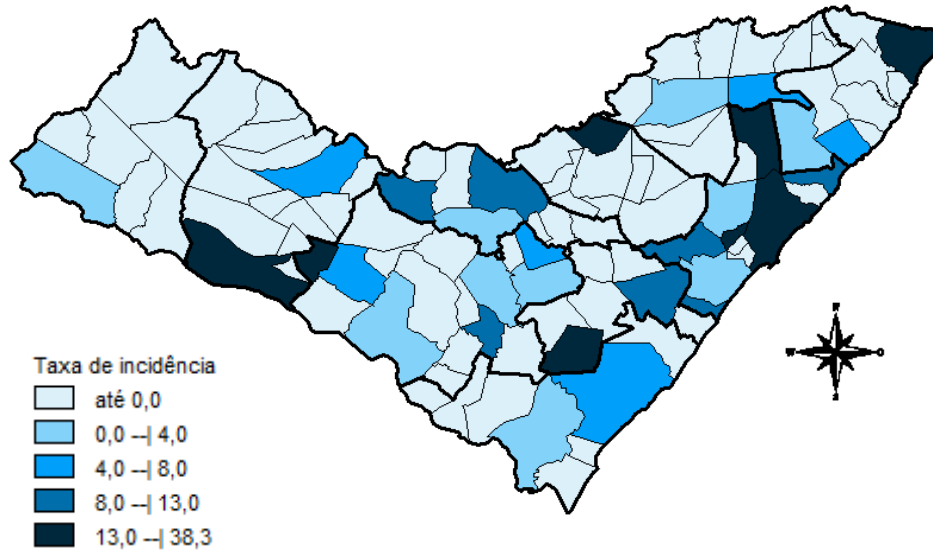 Taxa de incidência
até 0,0
0,0 --| 4,0
4,0 --| 8,0
8,0 --| 13,0
13,0 --| 38,3
W